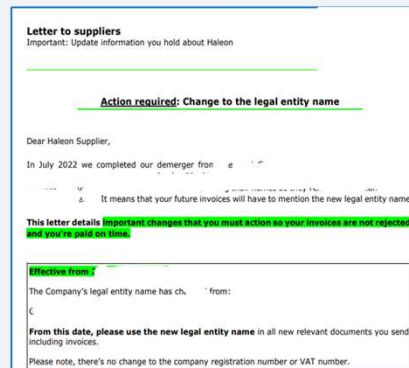 Letter to suppliers
Important: Update information you hold about Haleon
Action required: Change to the legal entity name
Dear Haleon Supplier,
In July 2022 we completed our demerger
It means that your future invoices will have to mention the new legal entity name
This letter details important changes that you must action so your invoices are not rejected
and you're paid on time.
Effective from
The Company's legal entity name has from:
From this date, please use the new legal entity name in all new relevant documents you send
including invoices.
Please note, there's no change to the company registration number or VAT number.